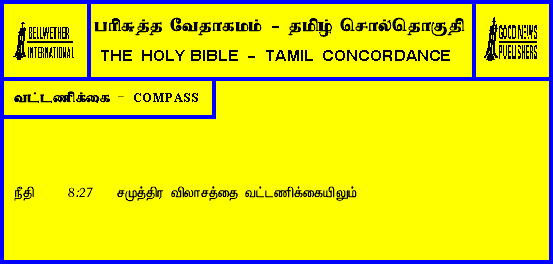 BELLWETHER
INTERNATIONAL
பரிசுத்த வேதாகமம் - தமிழ் சொல்தொகுதி
THE HOLY BIBLE - TAMIL CONCORDANCE
GOOD NEWS
PUBLISHERS
வட்டணிக்கை - COMPASS
நீதி 8:27 சமுத்திர விலாசத்தை வட்டணிக்கையிலும்